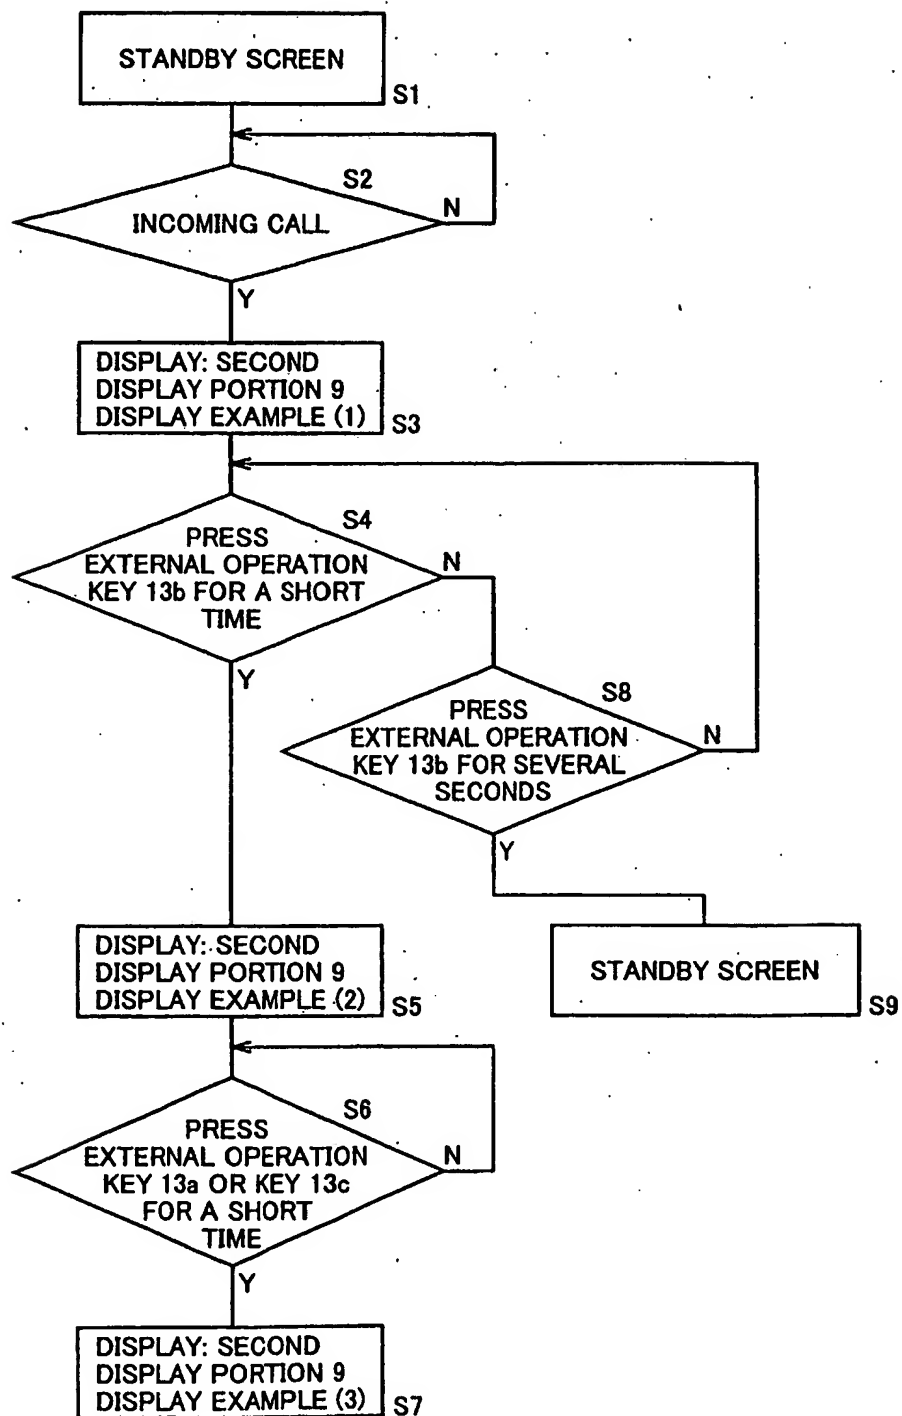 STANDBY SCREEN
S1
S2
INCOMING CALL
N
Y
DISPLAY: SECOND
DISPLAY PORTION 9
DISPLAY EXAMPLE (1)
S3
S4
PRESS
EXTERNAL OPERATION
KEY 13b FOR A SHORT
TIME
N
Y
S8
PRESS
EXTERNAL OPERATION
KEY 13b FOR SEVERAL
SECONDS
N
Y
DISPLAY: SECOND
DISPLAY PORTION 9
DISPLAY EXAMPLE (2)
S5
STANDBY SCREEN
S9
S6
PRESS
EXTERNAL OPERATION
KEY 13a OR KEY 13c
FOR A SHORT
TIME
N
Y
DISPLAY: SECOND
DISPLAY PORTION 9
DISPLAY EXAMPLE (3)
S7